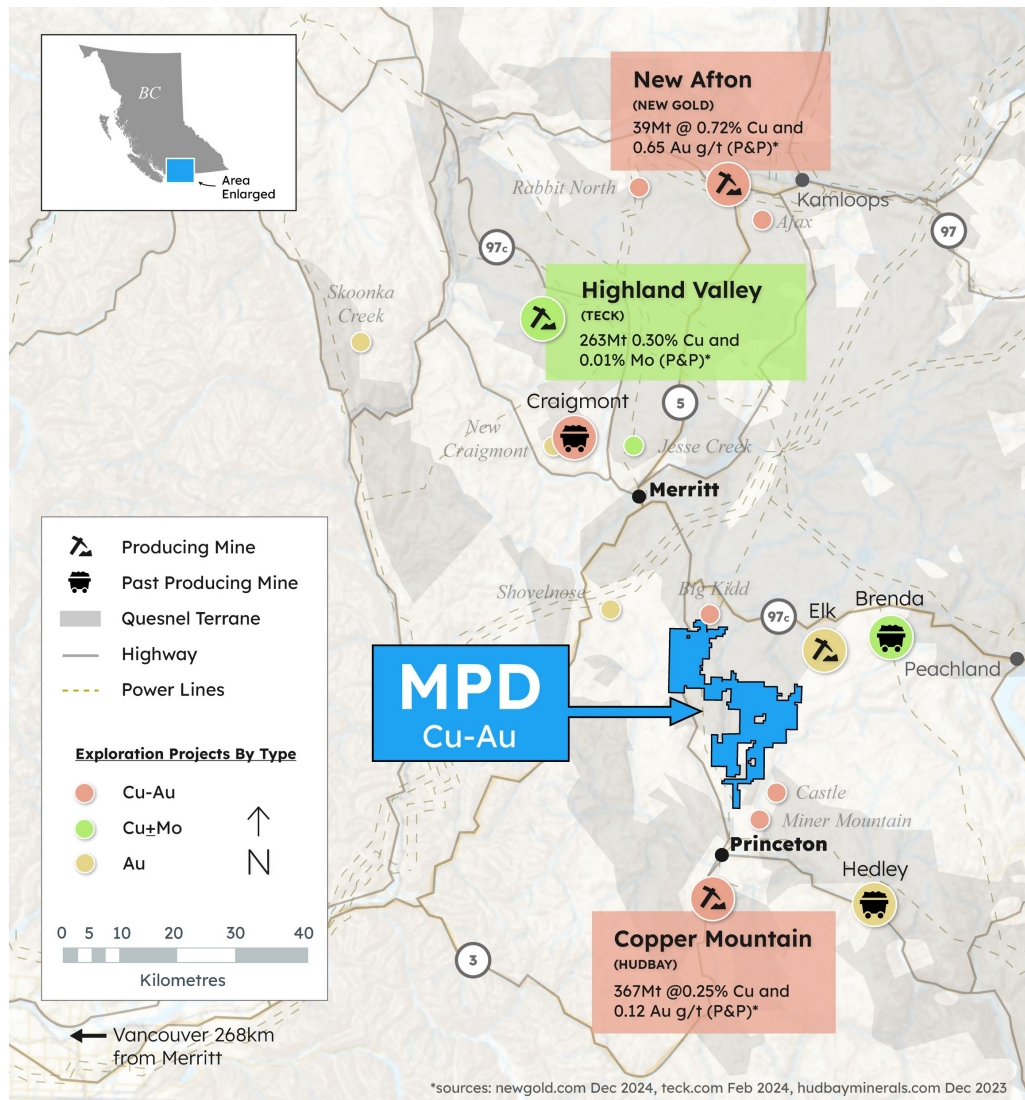 BC
Area
Enlarged
New Afton
(NEW GOLD)
39Mt @ 0.72% Cu and
0.65 Au g/t (P&P)*
Rabbit North
Kamloops
Ajax
97c
97
Highland Valley
(TECK)
263Mt 0.30% Cu and
0.01% Mo (P&P)*
Skoonka
Creek
Craigmont
5
New
Craigmont
Jesse Creek
Merritt
Producing Mine
Past Producing Mine
Quesnel Terrane
Highway
Power Lines
Exploration Projects By Type
Cu-Au
Cu±Mo
Au
N
0 5 10 20 30 40
Kilometres
Shovelnose
Big Kidd
97c
Elk
Brenda
Peachland
MPD
Cu-Au
Castle
Miner Mountain
Princeton
Hedley
Copper Mountain
(HUDBAY)
367Mt @0.25% Cu and
0.12 Au g/t (P&P)*
3
Vancouver 268km
from Merritt
*sources: newgold.com Dec 2024, teck.com Feb 2024, hudbayminerals.com Dec 2023